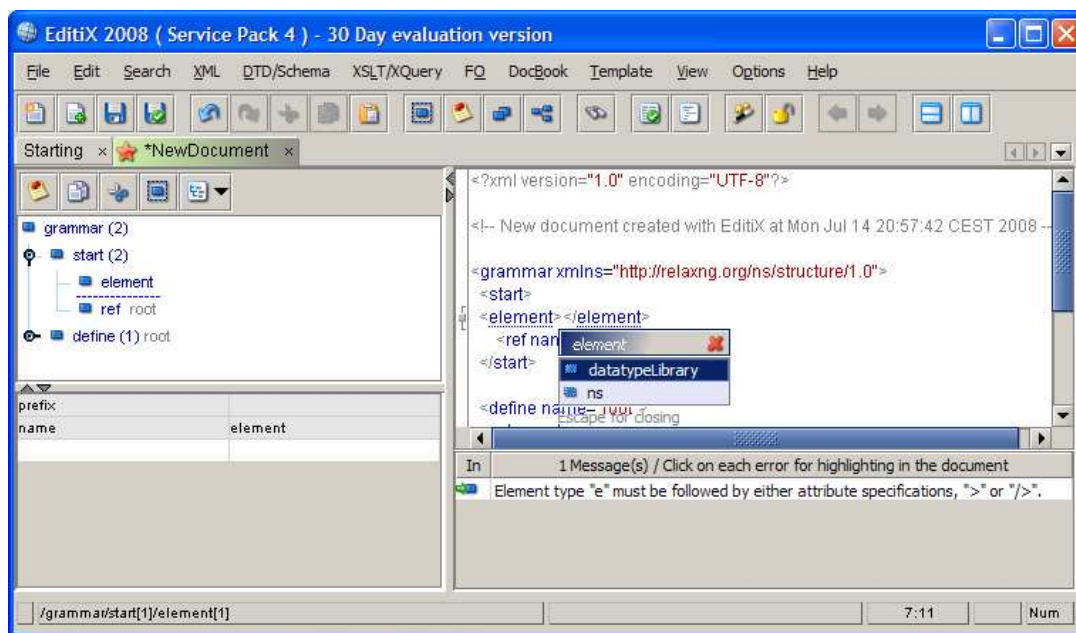 EditiX 2008 ( Service Pack 4 ) - 30 Day evaluation version
File Edit Search XML DTD/Schema XSLT/XQuery FO DocBook Template View Options Help
Starting × *NewDocument ×
grammar (2)
start (2)
element
ref root
define (1) root
prefix
name element
<?xml version="1.0" encoding="UTF-8"?>
<!-- New document created with EditiX at Mon Jul 14 20:57:42 CEST 2008 --
<grammar xmlns="http://relaxng.org/ns/structure/1.0">
<start>
<element></element>
<ref nan
</start>
<define name=
element
datatypeLibrary
ns
Escape for closing
In 1 Message(s) / Click on each error for highlighting in the document
Element type "e" must be followed by either attribute specifications, ">" or "/>".
/grammar/start[1]/element[1] 7:11 Num